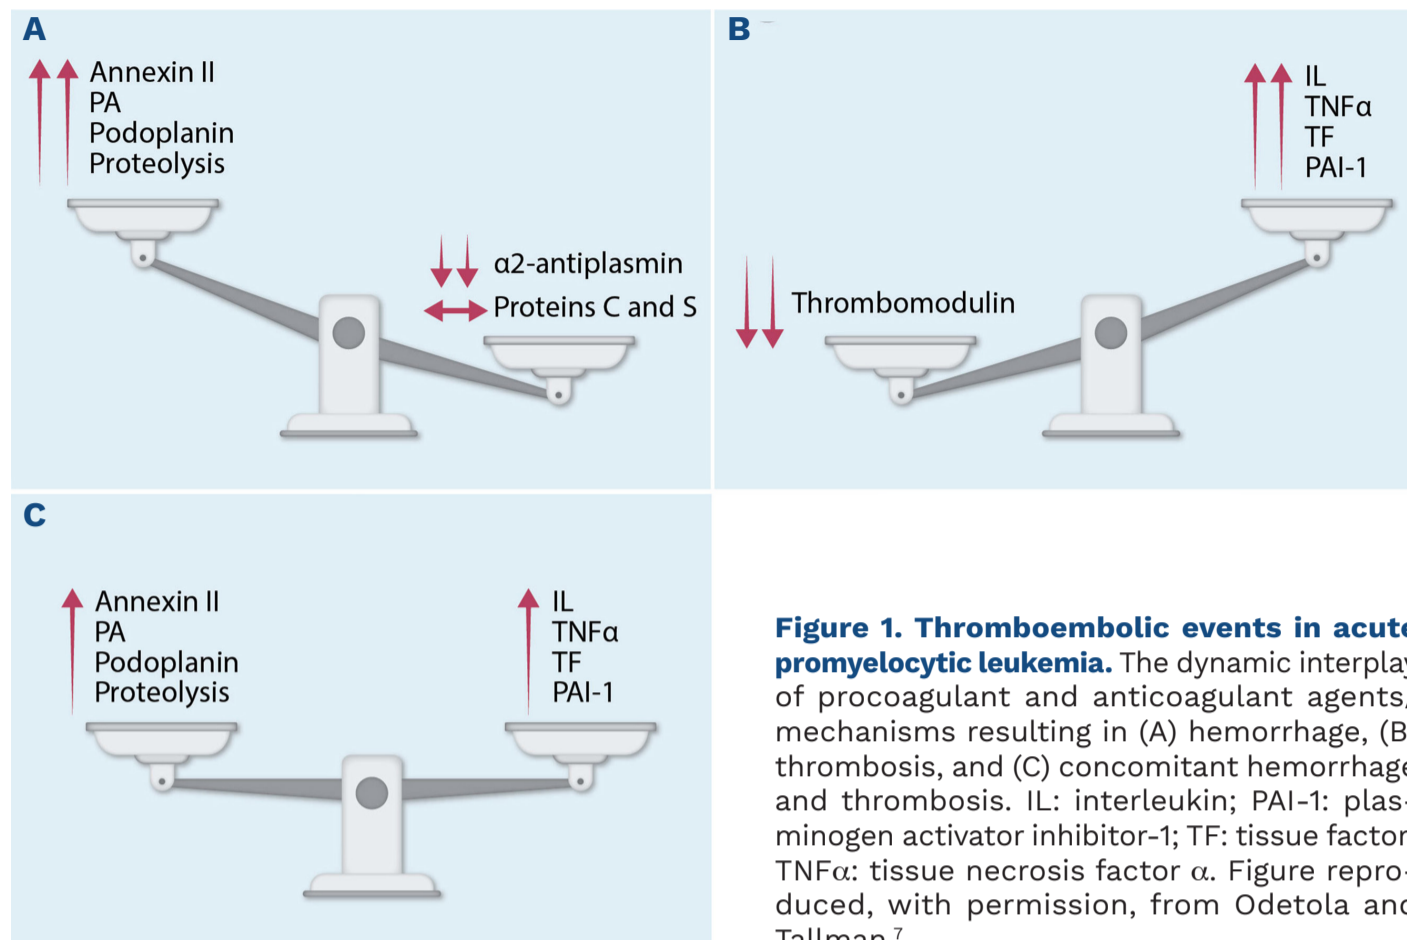 A
Annexin II
PA
Podoplanin
Proteolysis
α2-antiplasmin
Proteins C and S
B
IL
TNFα
TF
PAI-1
Thrombomodulin
C
Annexin II
PA
Podoplanin
Proteolysis
IL
TNFα
TF
PAI-1
Figure 1. Thromboembolic events in acute
promyelocytic leukemia. The dynamic interplay
of procoagulant and anticoagulant agents/
mechanisms resulting in (A) hemorrhage, (B)
thrombosis, and (C) concomitant hemorrhage
and thrombosis. IL: interleukin; PAI-1: plas-
minogen activator inhibitor-1; TF: tissue factor;
TNFα: tissue necrosis factor α. Figure repro-
duced, with permission, from Odetola and
Tallman.7